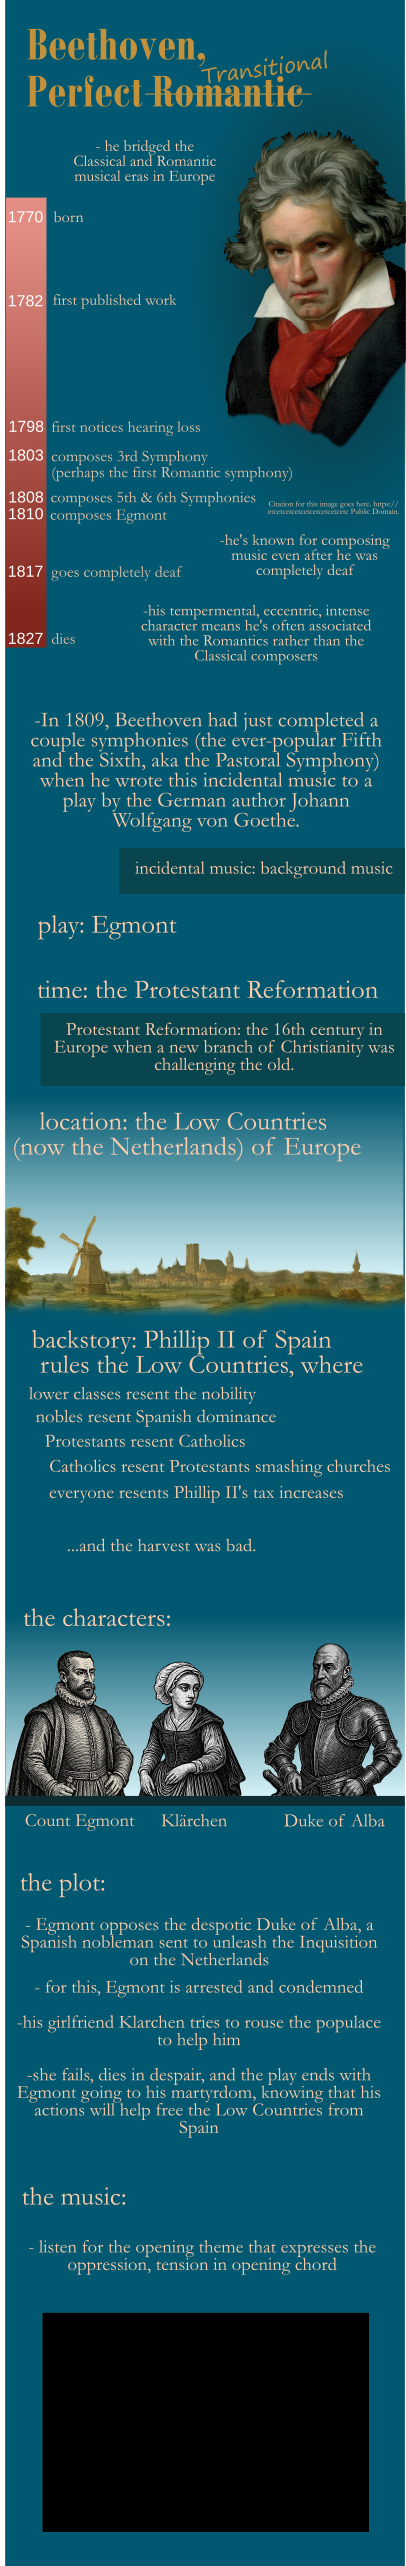 Beethoven,
Transitional
Perfect Romantic
- he bridged the
Classical and Romantic
musical eras in Europe
1770 born
1782 first published work
1798 first notices hearing loss
1803 composes 3rd Symphony
(perhaps the first Romantic symphony)
1808 composes 5th & 6th Symphonies
1810 composes Egmont
Citation for this image goes here. https://
etcetcetcetcetcetcetcetc Public Domain.
-he's known for composing
music even after he was
completely deaf
1817 goes completely deaf
-his tempermental, eccentric, intense
character means he's often associated
with the Romantics rather than the
Classical composers
1827 dies
-In 1809, Beethoven had just completed a
couple symphonies (the ever-popular Fifth
and the Sixth, aka the Pastoral Symphony)
when he wrote this incidental music to a
play by the German author Johann
Wolfgang von Goethe.
incidental music: background music
play: Egmont
time: the Protestant Reformation
Protestant Reformation: the 16th century in
Europe when a new branch of Christianity was
challenging the old.
location: the Low Countries
(now the Netherlands) of Europe
backstory: Phillip II of Spain
rules the Low Countries, where
lower classes resent the nobility
nobles resent Spanish dominance
Protestants resent Catholics
Catholics resent Protestants smashing churches
everyone resents Phillip II's tax increases
...and the harvest was bad.
the characters:
Count Egmont Klärchen Duke of Alba
the plot:
- Egmont opposes the despotic Duke of Alba, a
Spanish nobleman sent to unleash the Inquisition
on the Netherlands
- for this, Egmont is arrested and condemned
-his girlfriend Klarchen tries to rouse the populace
to help him
-she fails, dies in despair, and the play ends with
Egmont going to his martyrdom, knowing that his
actions will help free the Low Countries from
Spain
the music:
- listen for the opening theme that expresses the
oppression, tension in opening chord